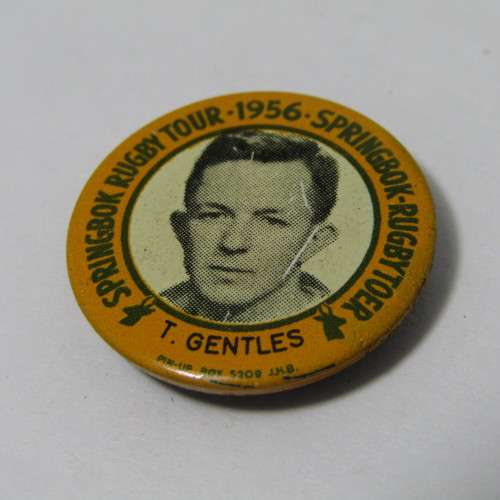 SPRINGBOK RUGBY TOUR · 1956 · SPRINGBOK-RUGBYTOER
T. GENTLES
PIN-UP BOX 5209 J.H.B.